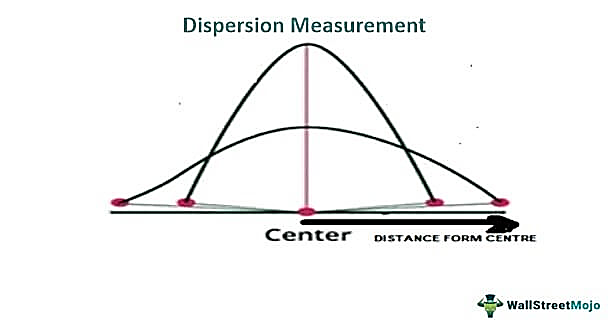 Dispersion Measurement
Center
DISTANCE FORM CENTRE
WallStreetMojo